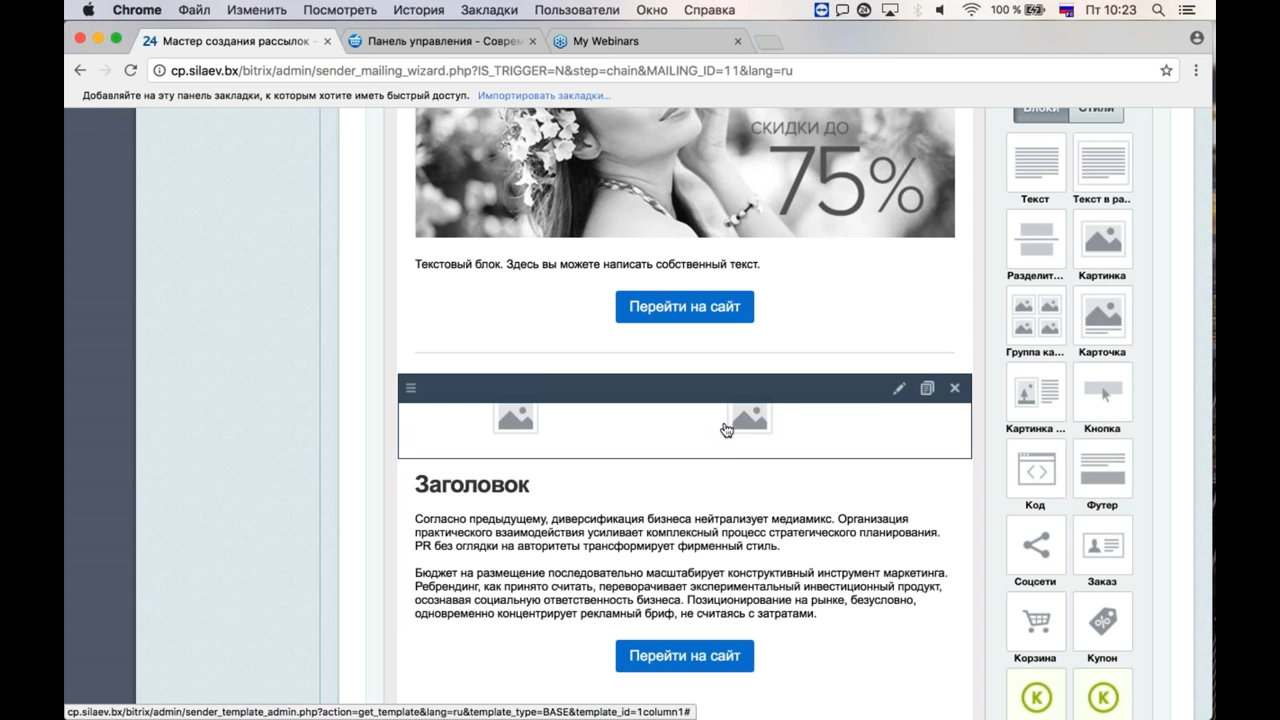 Chrome Файл Изменить Посмотреть История Закладки Пользователи Окно Справка 24 100 % Пт 10:23
24 Мастер создания рассылок - Панель управления - Соврем My Webinars
cp.silaev.bx/bitrix/admin/sender_mailing_wizard.php?IS_TRIGGER=N&step=chain&MAILING_ID=11&lang=ru
Добавляйте на эту панель закладки, к которым хотите иметь быстрый доступ. Импортировать закладки...
Блоки Стили
СКИДКИ ДО
75%
Текст Текст в ра..
Текстовый блок. Здесь вы можете написать собственный текст.
Разделит... Картинка
Перейти на сайт
Группа ка... Карточка
Картинка ... Кнопка
Заголовок
Код Футер
Согласно предыдущему, диверсификация бизнеса нейтрализует медиамикс. Организация
практического взаимодействия усиливает комплексный процесс стратегического планирования.
PR без оглядки на авторитеты трансформирует фирменный стиль.
Соцсети Заказ
Бюджет на размещение последовательно масштабирует конструктивный инструмент маркетинга.
Ребрендинг, как принято считать, переворачивает экспериментальный инвестиционный продукт,
осознавая социальную ответственность бизнеса. Позиционирование на рынке, безусловно,
одновременно концентрирует рекламный бриф, не считаясь с затратами.
Корзина % Купон
Перейти на сайт
K K
cp.silaev.bx/bitrix/admin/sender_template_admin.php?action=get_template&lang=ru&template_type=BASE&template_id=1column1#